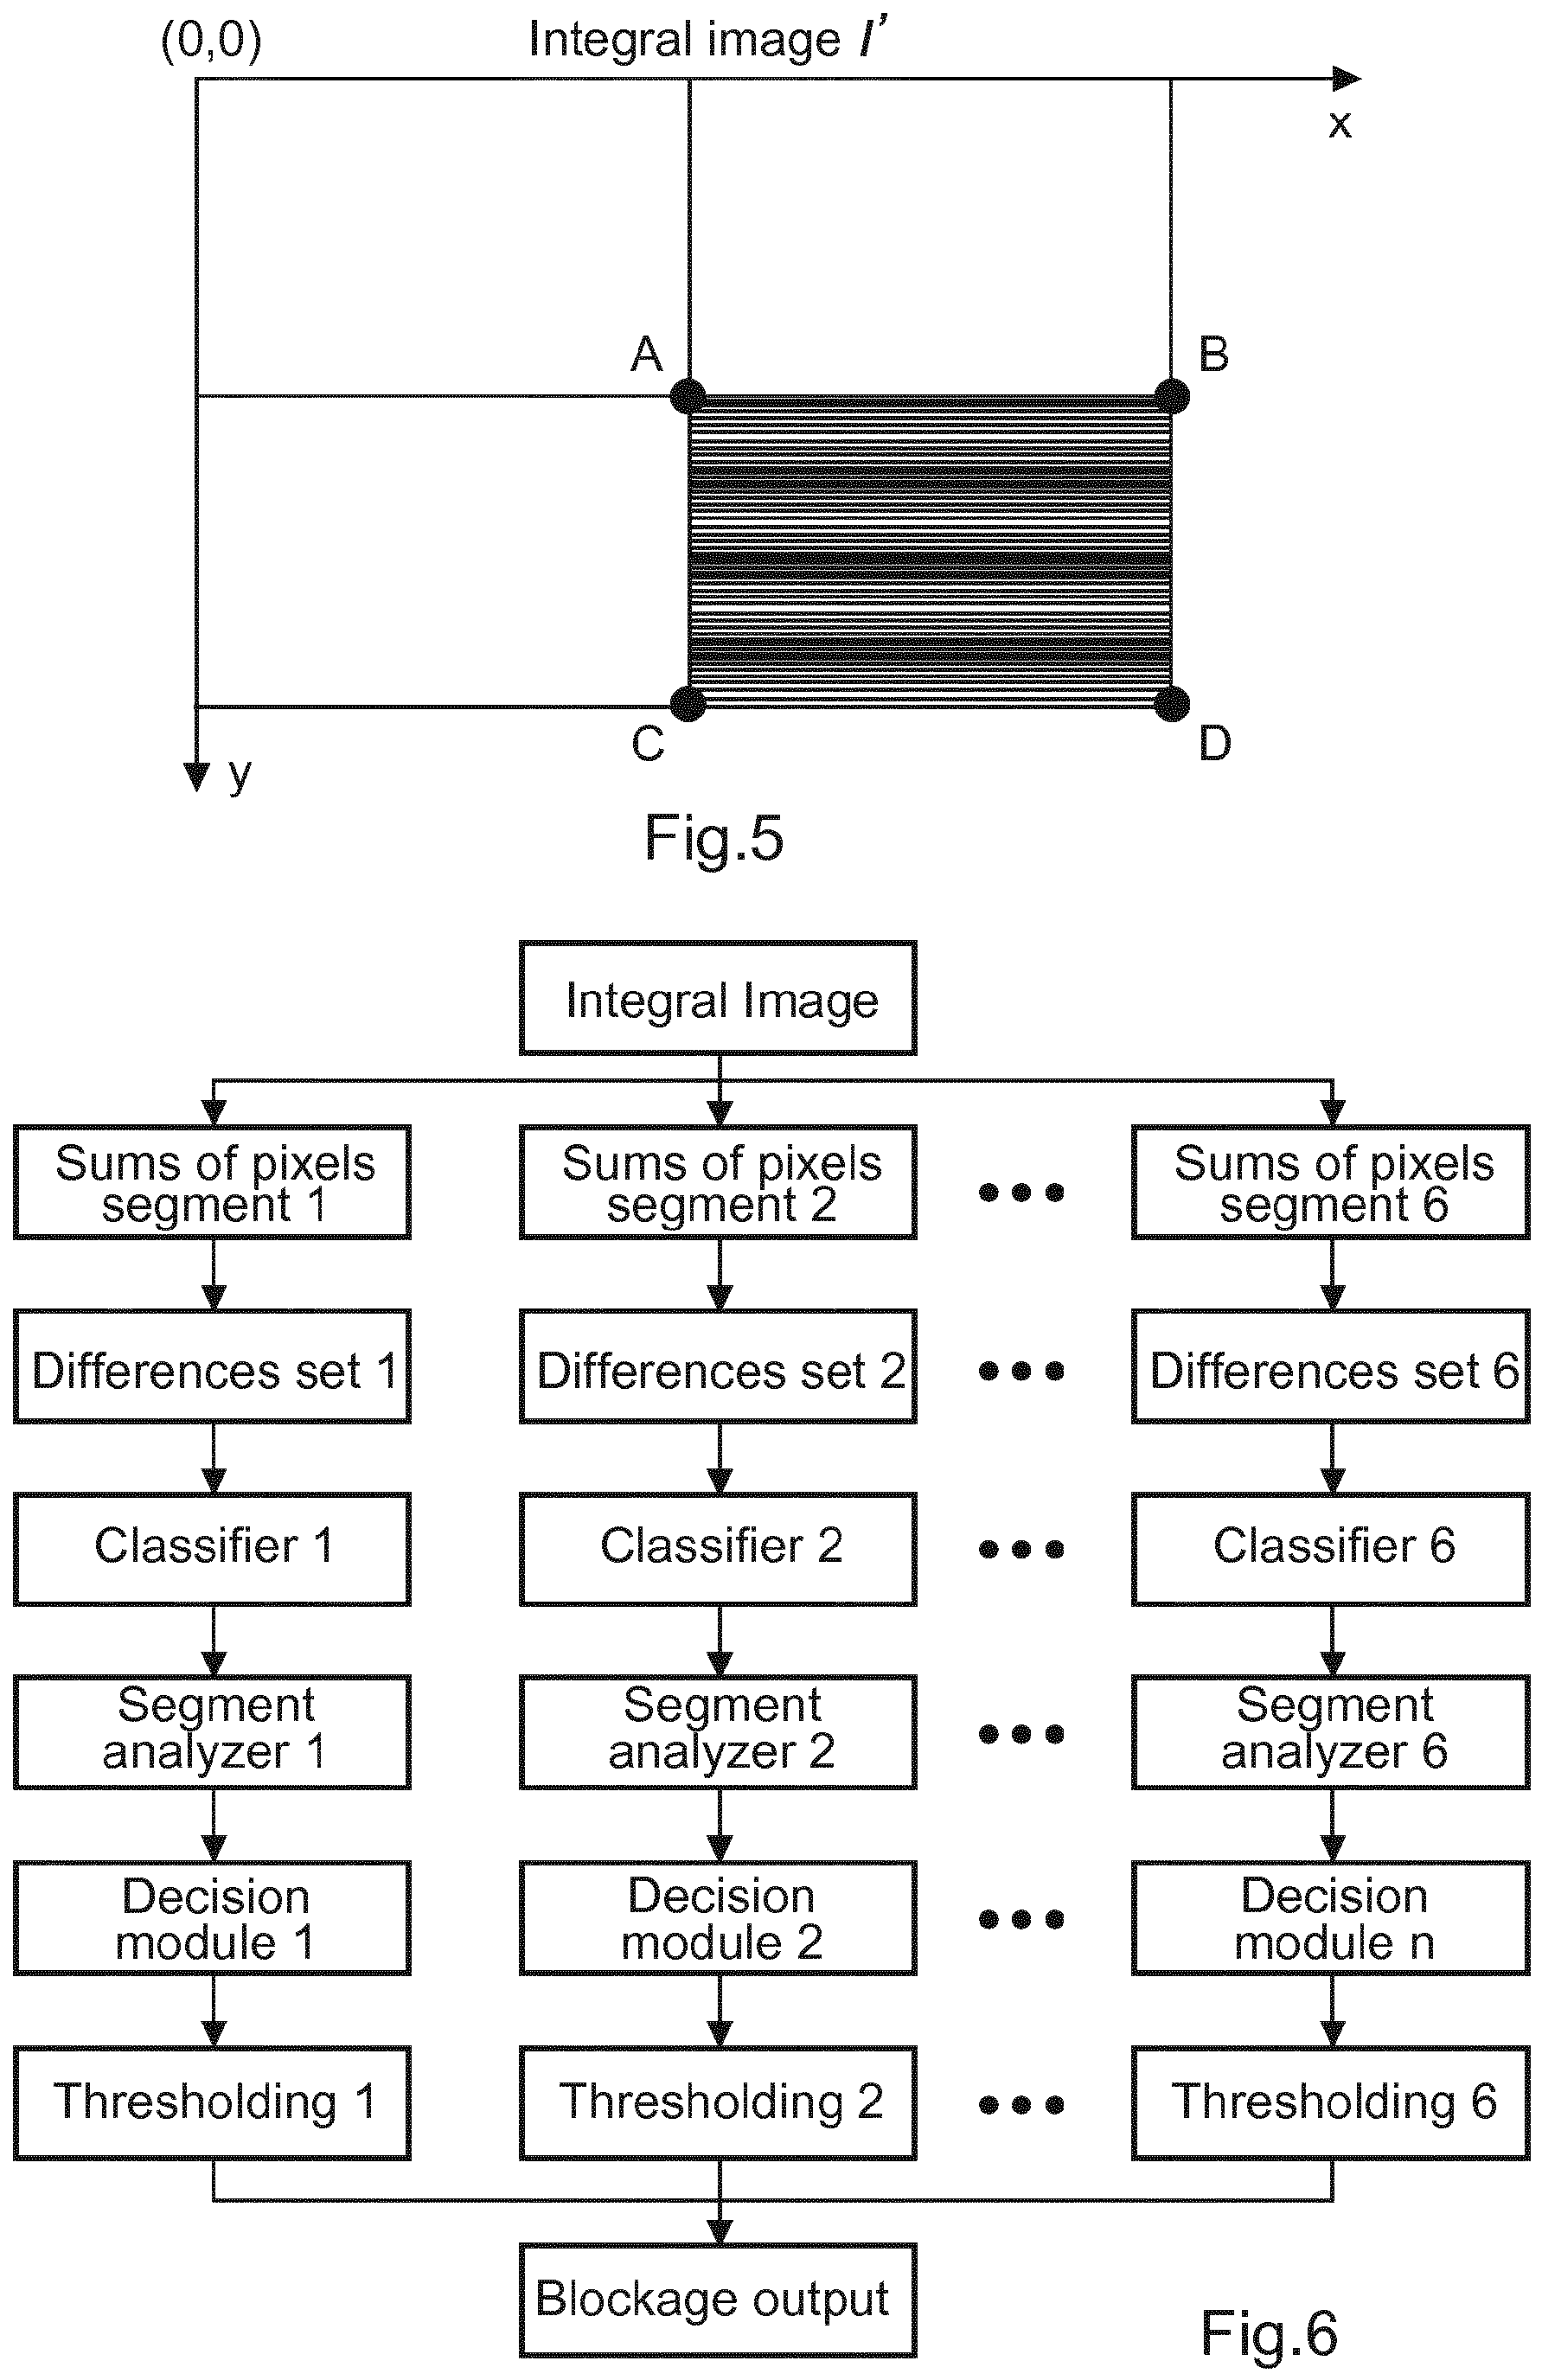 (0,0)
Integral image I’
x
A
B
C
D
y
Fig.5
Integral Image
Sums of pixels
segment 1
Sums of pixels
segment 2
Sums of pixels
segment 6
Differences set 1
Differences set 2
Differences set 6
Classifier 1
Classifier 2
Classifier 6
Segment
analyzer 1
Segment
analyzer 2
Segment
analyzer 6
Decision
module 1
Decision
module 2
Decision
module n
Thresholding 1
Thresholding 2
Thresholding 6
Blockage output
Fig.6